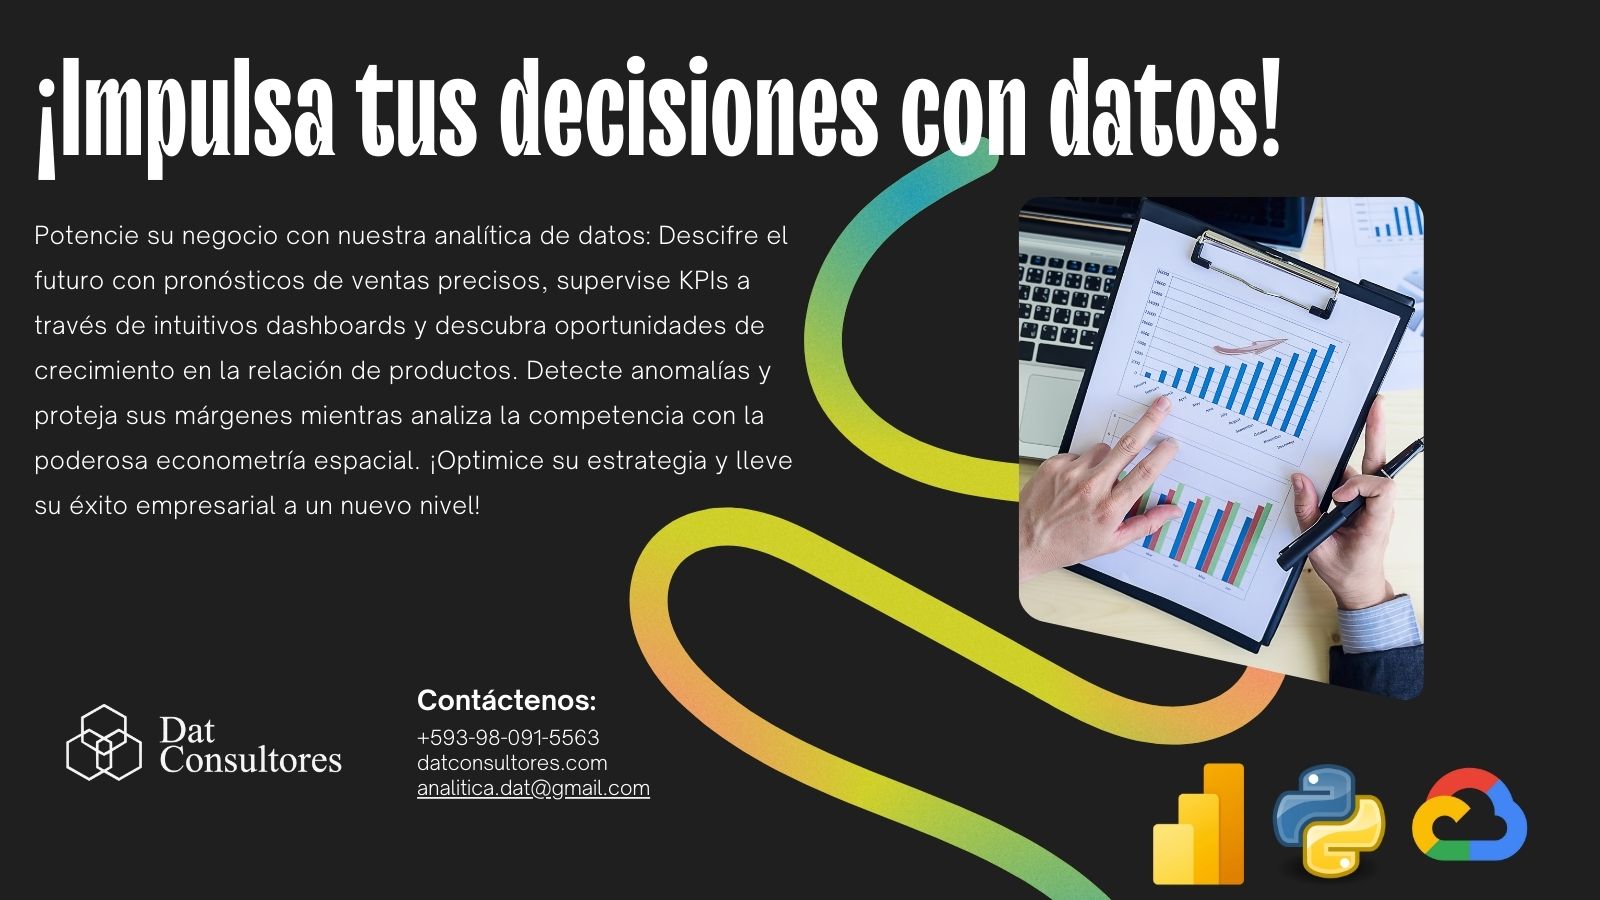 ¡Impulsa tus decisiones con datos!
Potencie su negocio con nuestra analítica de datos: Descifre el
futuro con pronósticos de ventas precisos, supervise KPIs a
través de intuitivos dashboards y descubra oportunidades de
crecimiento en la relación de productos. Detecte anomalías y
proteja sus márgenes mientras analiza la competencia con la
poderosa econometría espacial. ¡Optimice su estrategia y lleve
su éxito empresarial a un nuevo nivel!
Dat
Consultores
Contáctenos:
+593-98-091-5563
datconsultores.com
analitica.dat@gmail.com